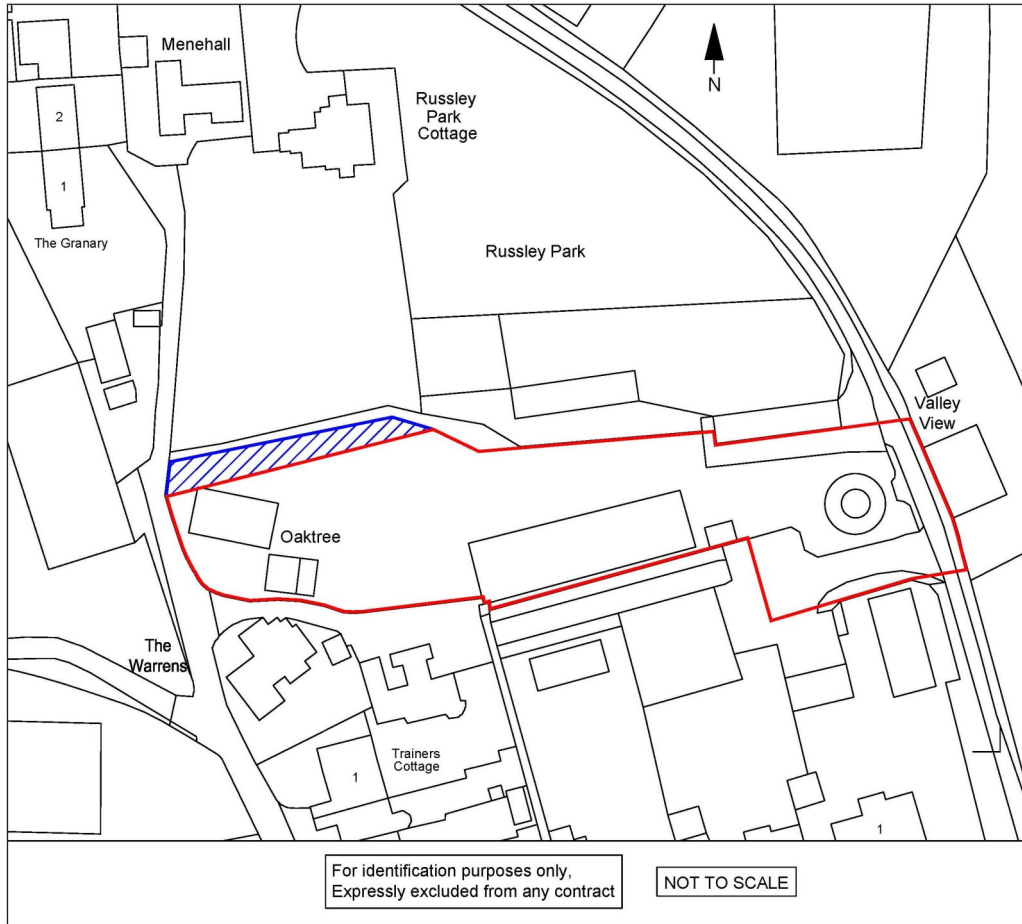 Menehall
N
2
Russley
Park
Cottage
1
The Granary
Russley Park
Valley
View
Oaktree
The
Warrens
Trainers
Cottage
1
1
For identification purposes only,
Expressly excluded from any contract
NOT TO SCALE